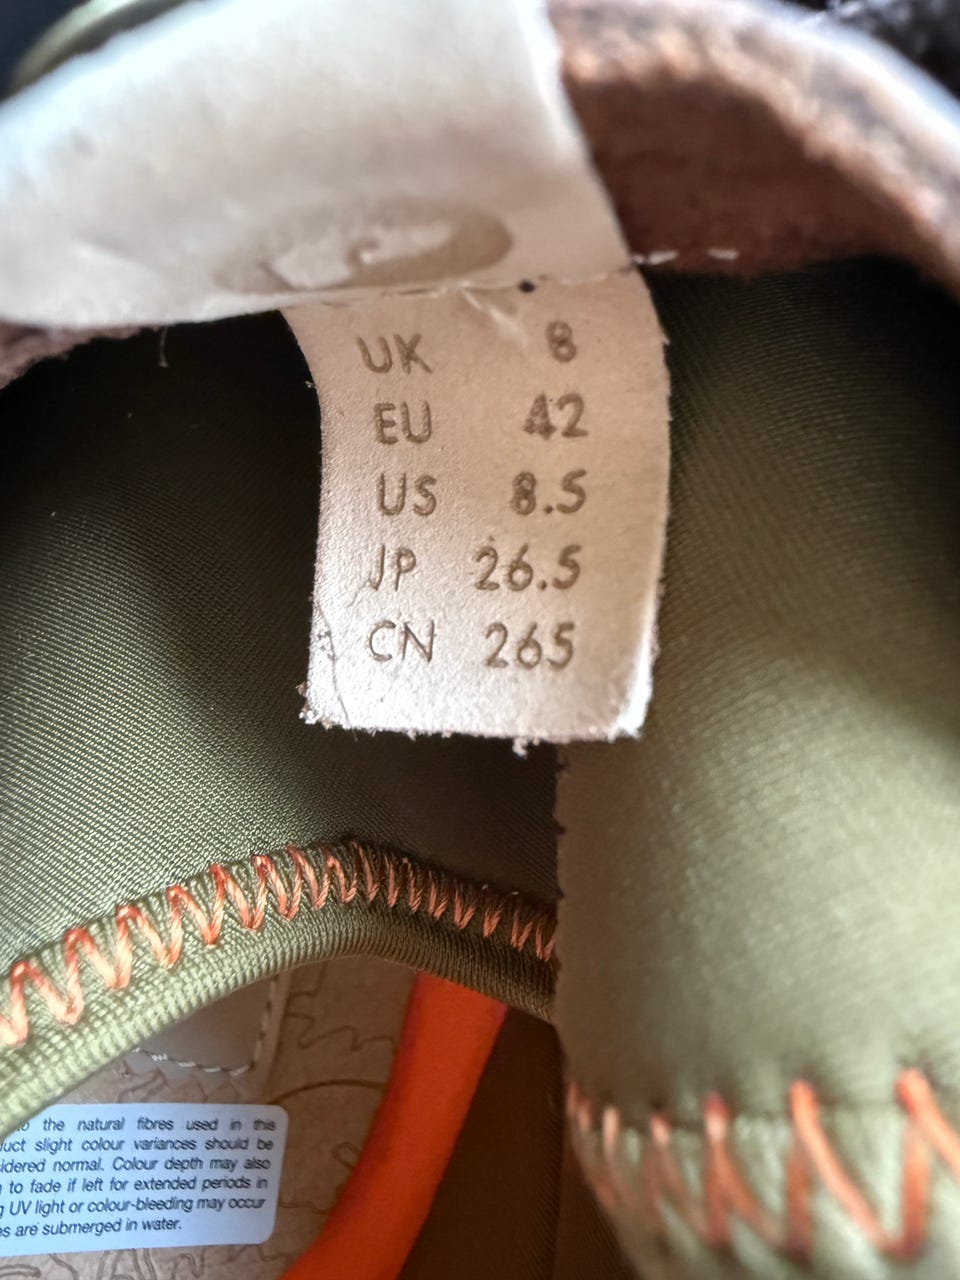 UK 8
EU 42
US 8.5
JP 26.5
CN 265
the natural fibres used in this
slight colour variances should be
normal. Colour depth may also
to fade if left for extended periods in
UV light or colour-bleeding may occur
are submerged in water.